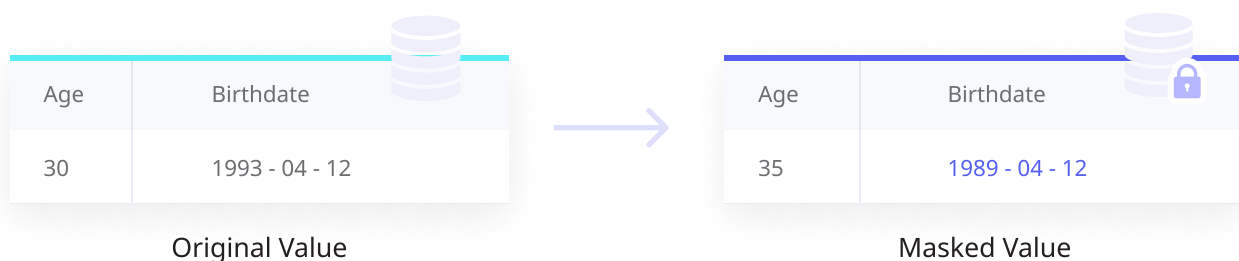 Age Birthdate
30 1993 - 04 - 12
Original Value
Age Birthdate
35 1989 - 04 - 12
Masked Value